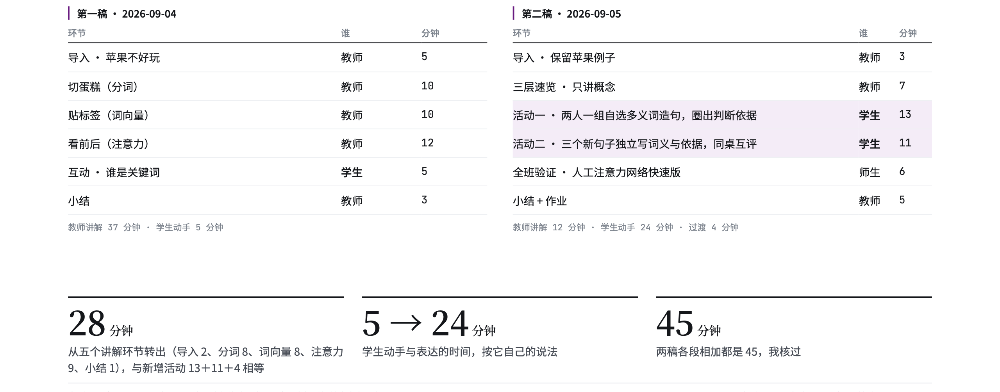 第一稿 · 2026-09-04
环节 谁 分钟
导入 · 苹果不好玩 教师 5
切蛋糕（分词） 教师 10
贴标签（词向量） 教师 10
看前后（注意力） 教师 12
互动 · 谁是关键词 学生 5
小结 教师 3
教师讲解 37 分钟 · 学生动手 5 分钟
第二稿 · 2026-09-05
环节 谁 分钟
导入 · 保留苹果例子 教师 3
三层速览 · 只讲概念 教师 7
活动一 · 两人一组自选多义词造句，圈出判断依据 学生 13
活动二 · 三个新句子独立写词义与依据，同桌互评 学生 11
全班验证 · 人工注意力网络快速版 师生 6
小结 + 作业 教师 5
教师讲解 12 分钟 · 学生动手 24 分钟 · 过渡 4 分钟
28 分钟
从五个讲解环节转出（导入 2、分词 8、词向量 8、注意力
9、小结 1），与新增活动 13＋11＋4 相等
5 → 24 分钟
学生动手与表达的时间，按它自己的说法
45 分钟
两稿各段相加都是 45，我核过